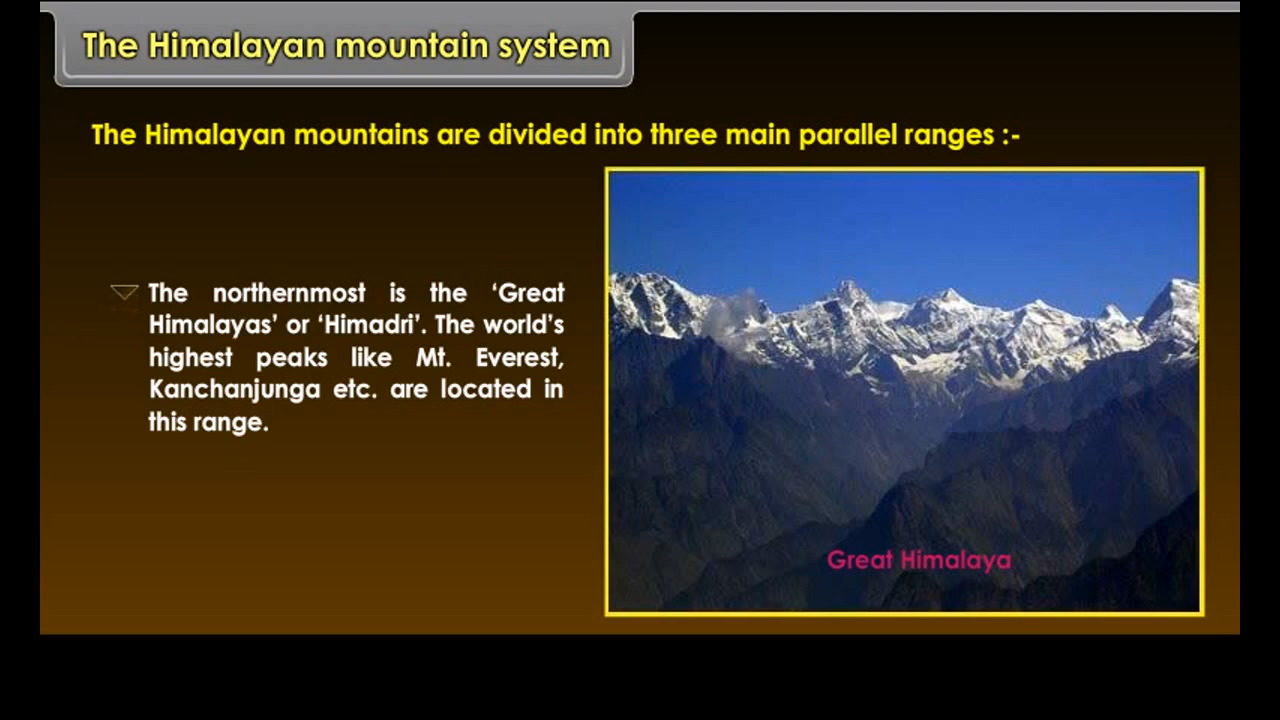 The Himalayan mountain system
The Himalayan mountains are divided into three main parallel ranges :-
The northernmost is the ‘Great
Himalayas’ or ‘Himadri’. The world’s
highest peaks like Mt. Everest,
Kanchanjunga etc. are located in
this range.
Great Himalaya